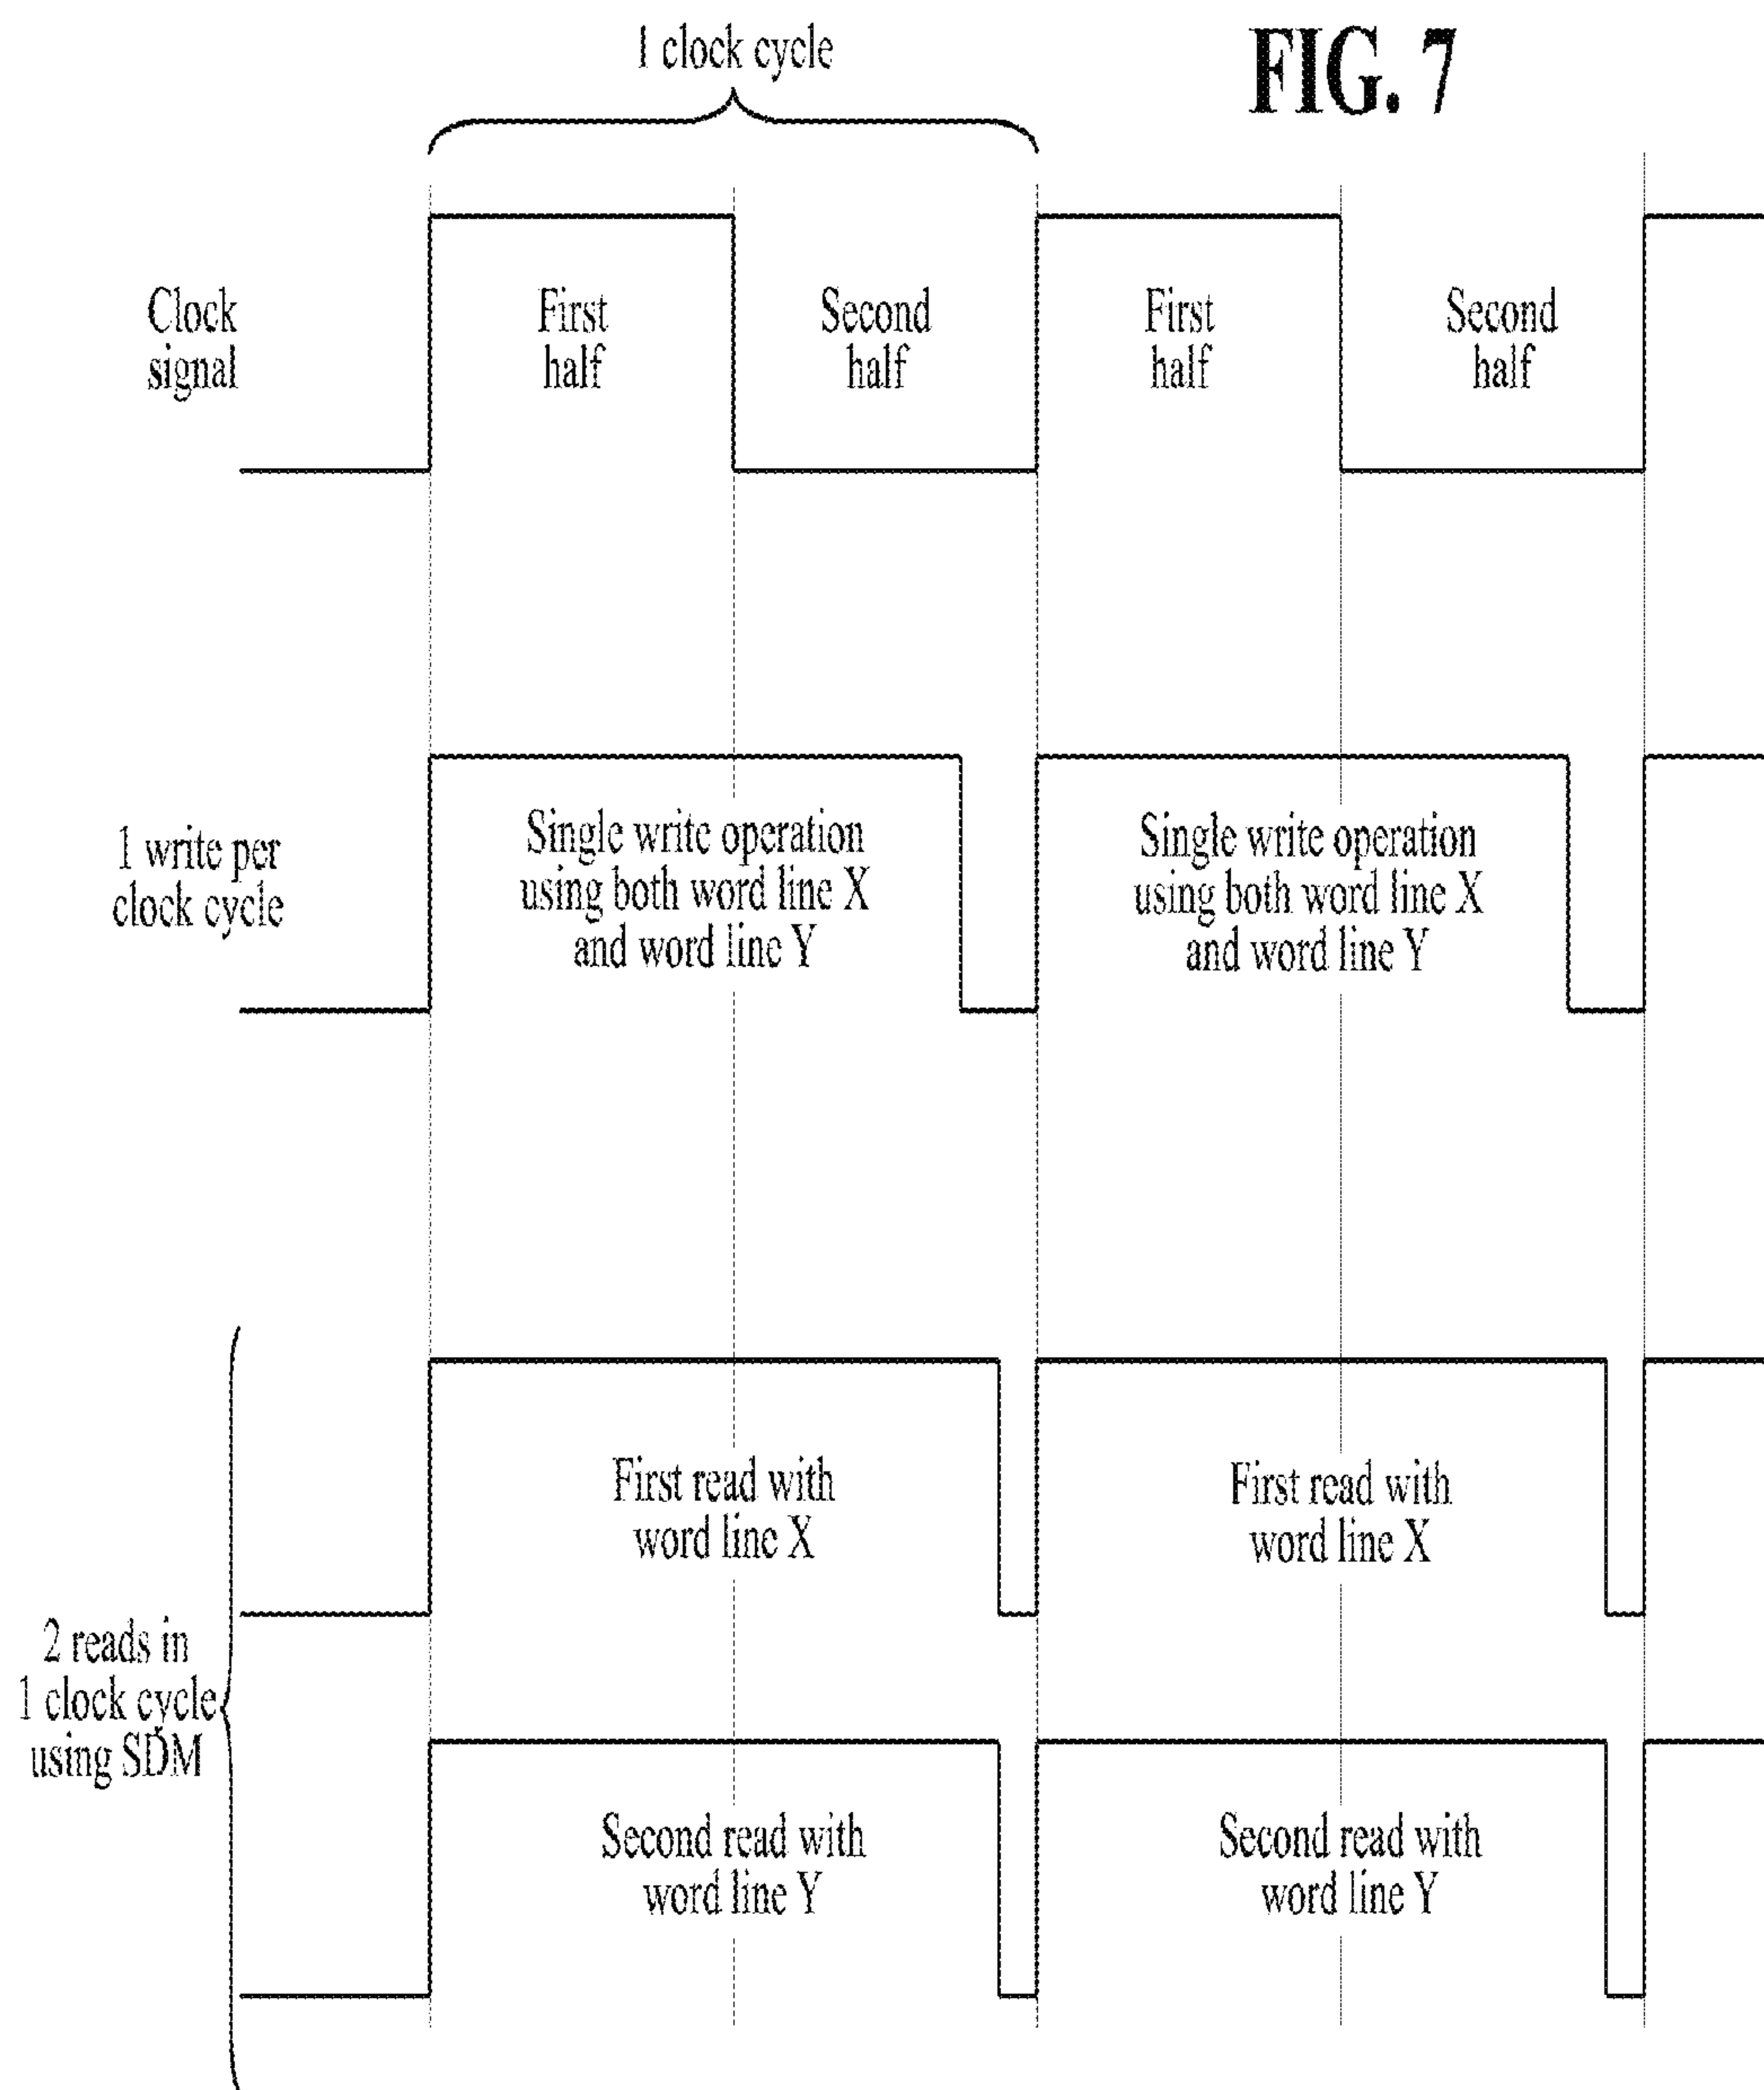 1 clock cycle
FIG. 7
Clock
signal
First
half
Second
half
First
half
Second
half
1 write per
clock cycle
Single write operation
using both word line X
and word line Y
Single write operation
using both word line X
and word line Y
2 reads in
1 clock cycle
using SDM
First read with
word line X
First read with
word line X
Second read with
word line Y
Second read with
word line Y